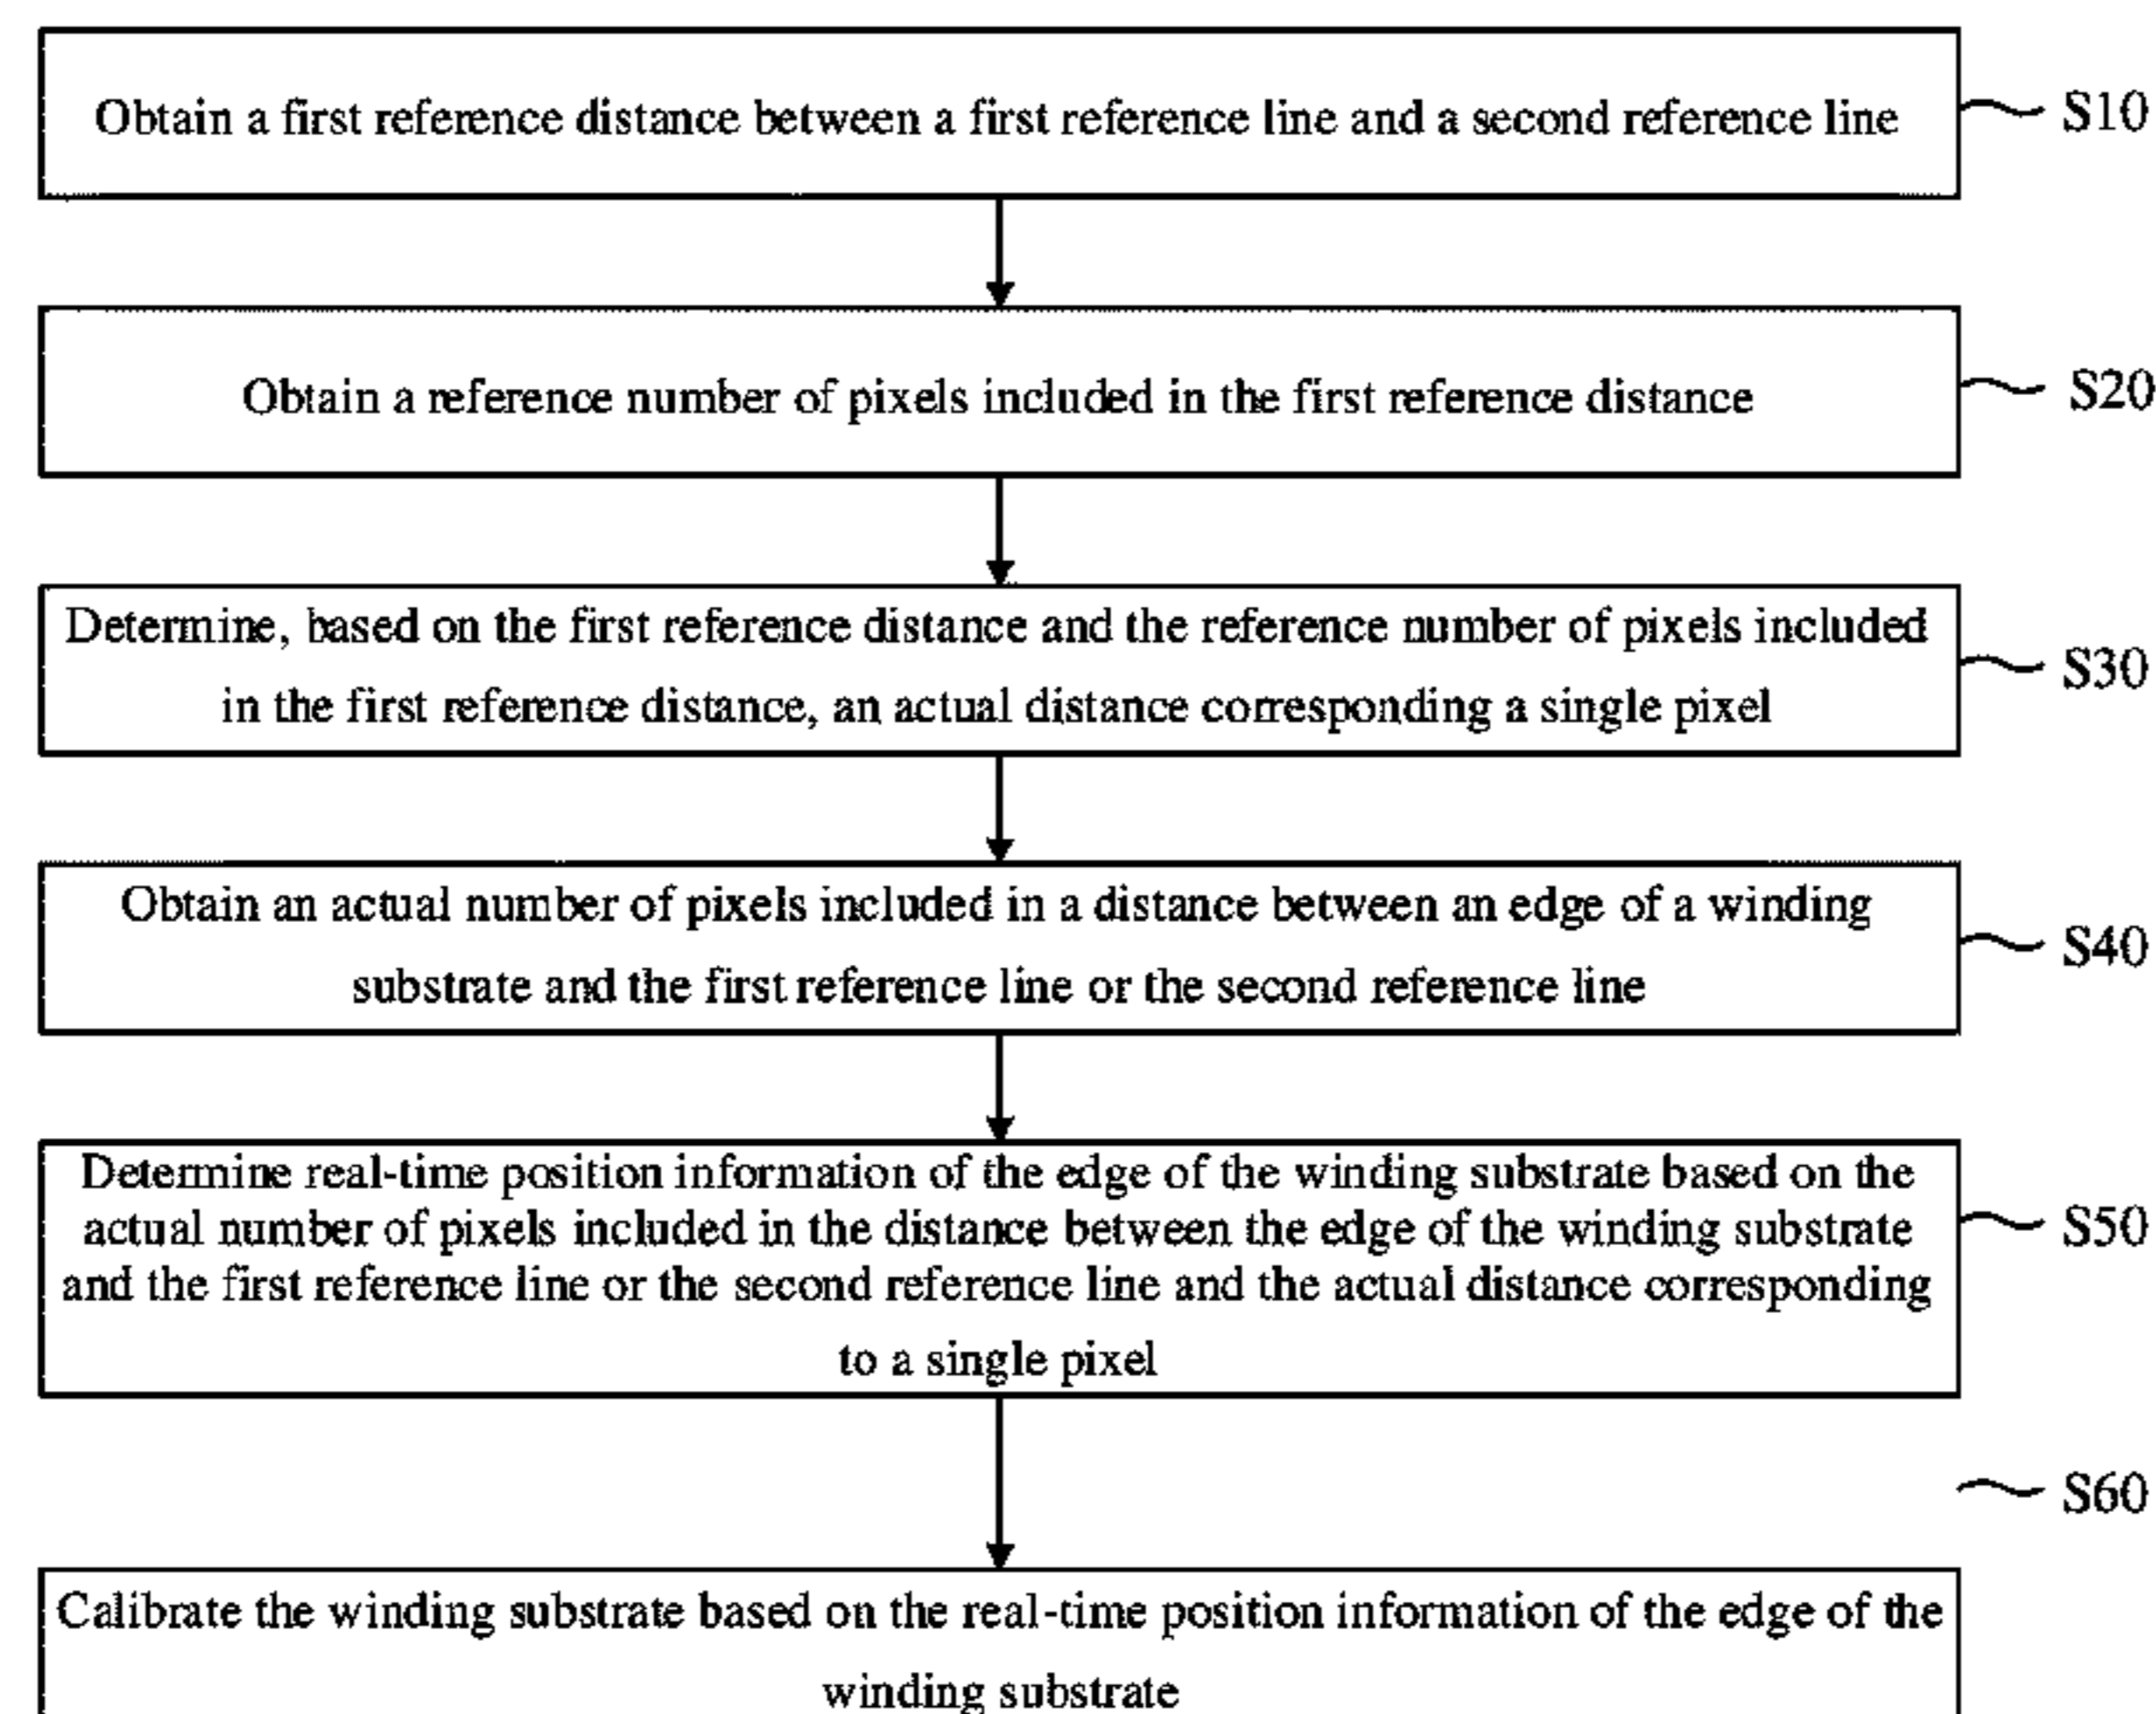 Obtain a first reference distance between a first reference line and a second reference line
S10
Obtain a reference number of pixels included in the first reference distance
S20
Determine, based on the first reference distance and the reference number of pixels included
in the first reference distance, an actual distance corresponding a single pixel
S30
Obtain an actual number of pixels included in a distance between an edge of a winding
substrate and the first reference line or the second reference line
S40
Determine real-time position information of the edge of the winding substrate based on the
actual number of pixels included in the distance between the edge of the winding substrate
and the first reference line or the second reference line and the actual distance corresponding
to a single pixel
S50
S60
Calibrate the winding substrate based on the real-time position information of the edge of the
winding substrate